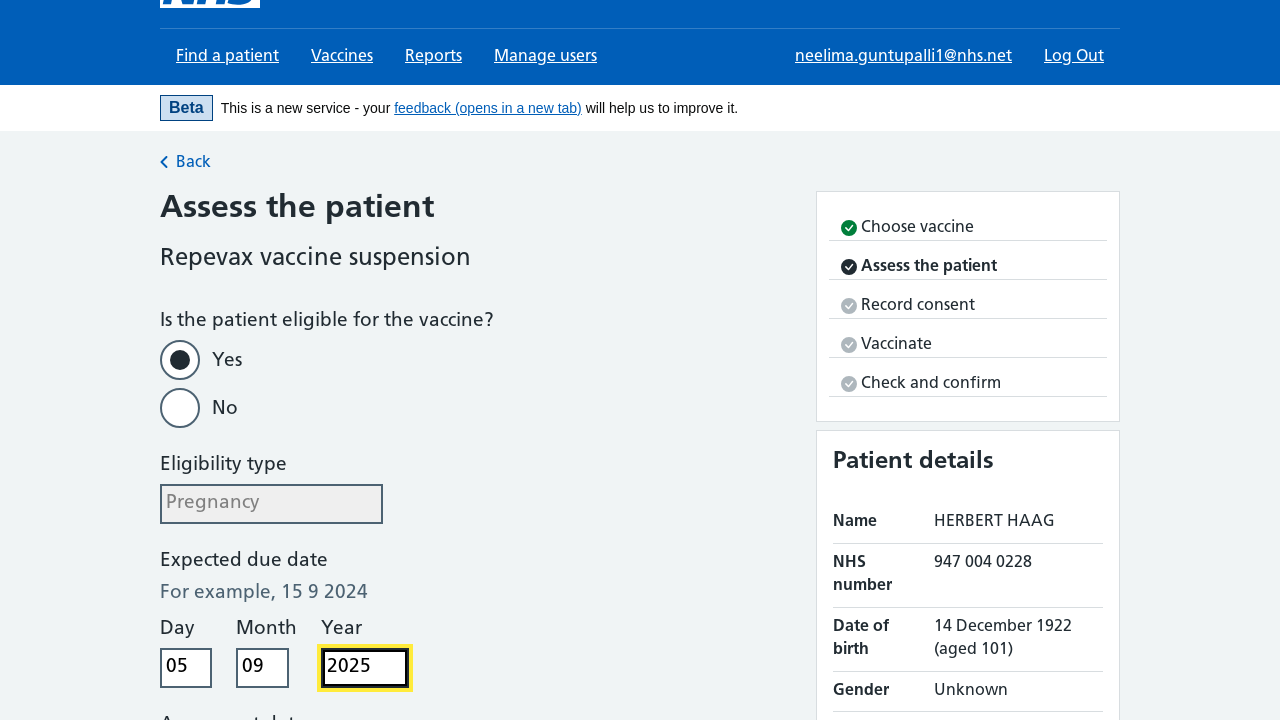 NHS
Find a patient
Vaccines
Reports
Manage users
neelima.guntupalli1@nhs.net
Log Out
Beta
This is a new service - your feedback (opens in a new tab) will help us to improve it.
Back
Assess the patient
Repevax vaccine suspension
Is the patient eligible for the vaccine?
Yes
No
Eligibility type
Pregnancy
Expected due date
For example, 15 9 2024
Day Month Year
05 09 2025
Choose vaccine
Assess the patient
Record consent
Vaccinate
Check and confirm
Patient details
Name HERBERT HAAG
NHS number 947 004 0228
Date of birth 14 December 1922 (aged 101)
Gender Unknown